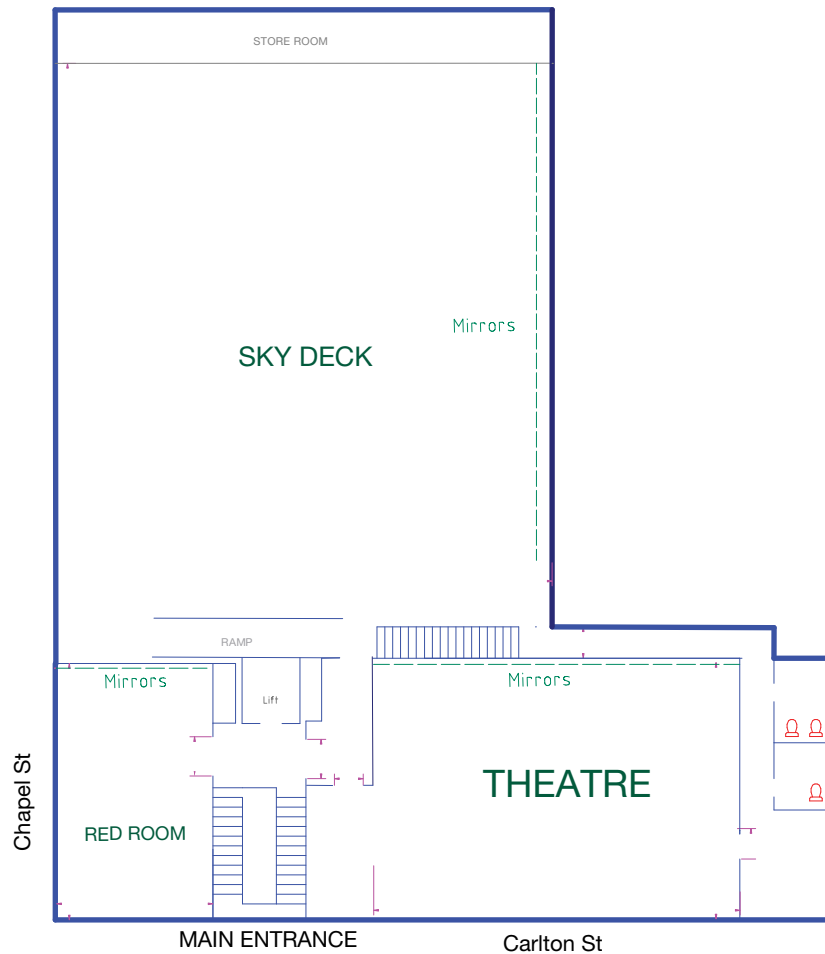 STORE ROOM
Mirrors
SKY DECK
RAMP
Mirrors
Lift
Mirrors
THEATRE
Chapel St
RED ROOM
MAIN ENTRANCE
Carlton St